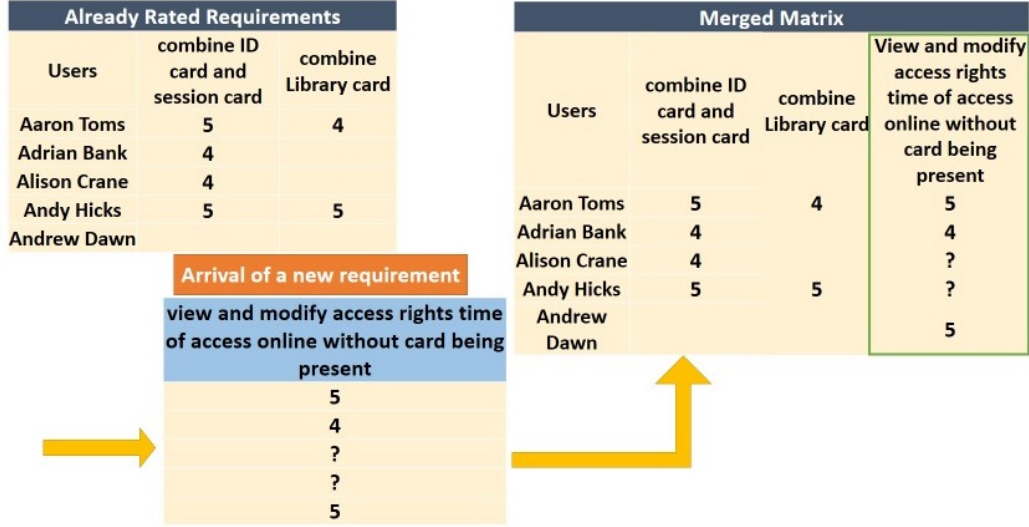 Already Rated Requirements
Users
combine ID
card and
session card
combine
Library card
Aaron Toms 5 4
Adrian Bank 4
Alison Crane 4
Andy Hicks 5 5
Andrew Dawn
Arrival of a new requirement
view and modify access rights time
of access online without card being
present
5
4
?
?
5
Merged Matrix
Users
combine ID
card and
session card
combine
Library card
View and modify
access rights
time of access
online without
card being
present
Aaron Toms 5 4 5
Adrian Bank 4 4
Alison Crane 4 ?
Andy Hicks 5 5 ?
Andrew
Dawn
5